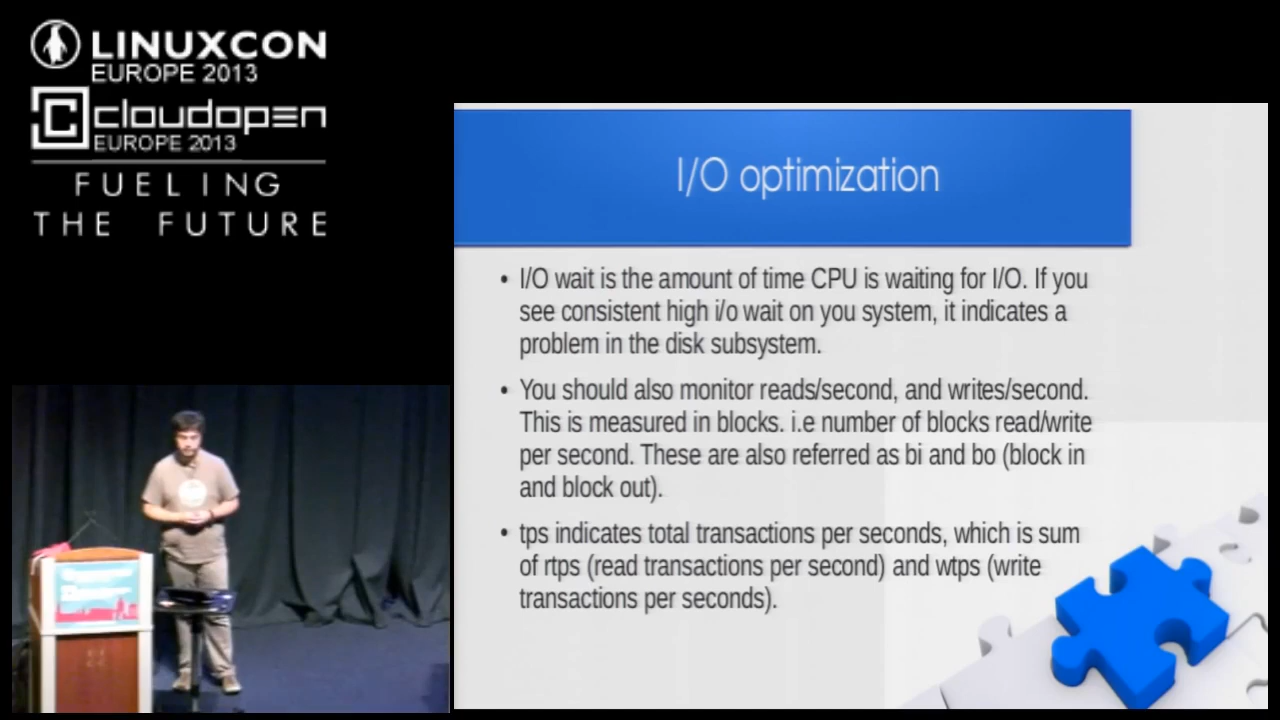 LINUXCON
EUROPE 2013
cloudopen
EUROPE 2013
FUELING
THE FUTURE
I/O optimization
• I/O wait is the amount of time CPU is waiting for I/O. If you
see consistent high i/o wait on you system, it indicates a
problem in the disk subsystem.
• You should also monitor reads/second, and writes/second.
This is measured in blocks. i.e number of blocks read/write
per second. These are also referred as bi and bo (block in
and block out).
• tps indicates total transactions per seconds, which is sum
of rtps (read transactions per second) and wtps (write
transactions per seconds).